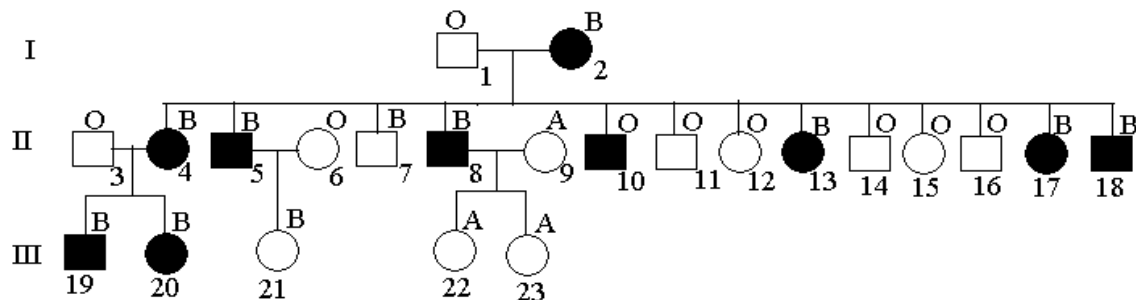 O B
I
1 2
O B B O B B A O O O B O O O B B
II
3 4 5 6 7 8 9 10 11 12 13 14 15 16 17 18
B B B A A
III
19 20 21 22 23